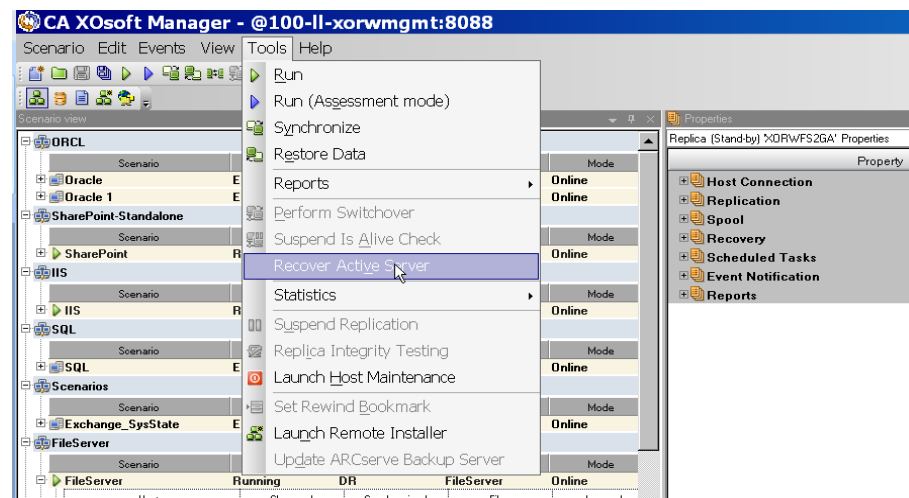 CA XOsoft Manager - @100-ll-xorwmgmt:8088
Scenario Edit Events View Tools Help
Scenario view
Run
Run (Assessment mode)
Synchronize
Restore Data
Reports
Perform Switchover
Suspend Is Alive Check
Recover Active Server
Statistics
Suspend Replication
Replica Integrity Testing
Launch Host Maintenance
Set Rewind Bookmark
Launch Remote Installer
Update ARCserve Backup Server
ORCL
Scenario Mode
Oracle E Online
Oracle 1 E Online
SharePoint-Standalone
Scenario Mode
SharePoint R Online
IIS
Scenario Mode
IIS R Online
SQL
Scenario Mode
SQL E Online
Scenarios
Scenario Mode
Exchange_SysState E Online
FileServer
Scenario Mode
FileServer Running DR FileServer Online
Properties
Replica (Stand-by) 'XORWFS2GA' Properties
Property
Host Connection
Replication
Spool
Recovery
Scheduled Tasks
Event Notification
Reports